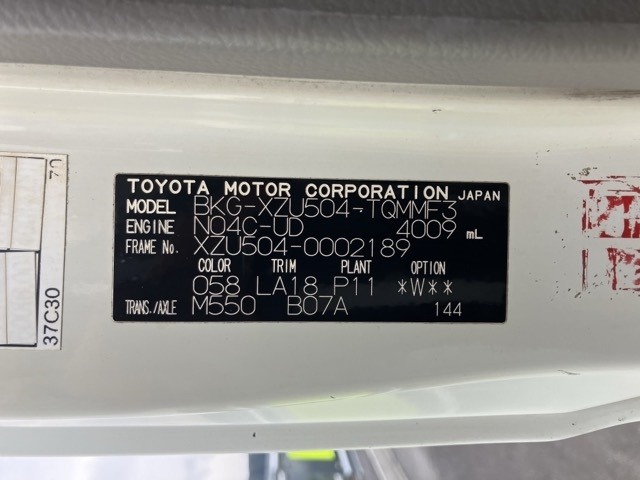 TOYOTA MOTOR CORPORATION JAPAN
MODEL BKG-XZU504-TQMMF3
ENGINE N04C-UD 4009 mL
FRAME No. XZU504-0002189
COLOR TRIM PLANT OPTION
058 LA18 P11 *W**
TRANS./AXLE M550 B07A 144
37C30